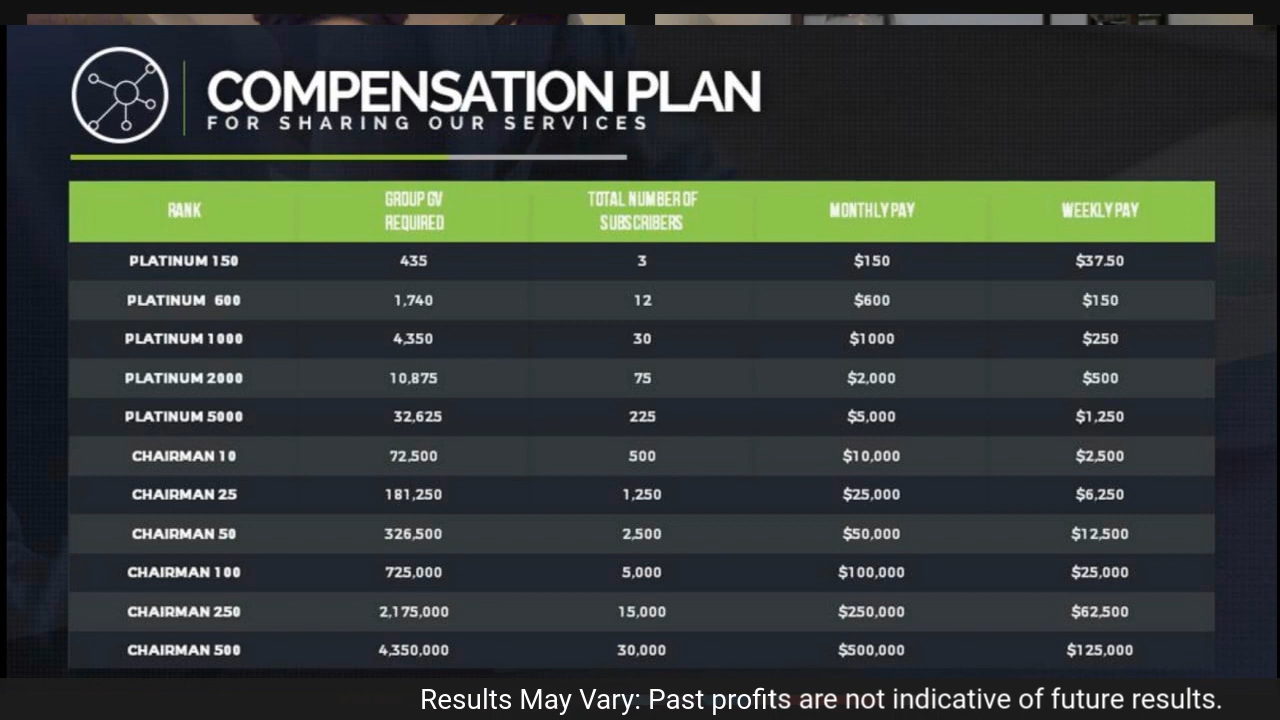 COMPENSATION PLAN
FOR SHARING OUR SERVICES
RANK GROUP GV REQUIRED TOTAL NUMBER OF SUBSCRIBERS MONTHLY PAY WEEKLY PAY
PLATINUM 150 435 3 $150 $37.50
PLATINUM 600 1,740 12 $600 $150
PLATINUM 1000 4,350 30 $1000 $250
PLATINUM 2000 10,875 75 $2,000 $500
PLATINUM 5000 32,625 225 $5,000 $1,250
CHAIRMAN 10 72,500 500 $10,000 $2,500
CHAIRMAN 25 181,250 1,250 $25,000 $6,250
CHAIRMAN 50 326,500 2,500 $50,000 $12,500
CHAIRMAN 100 725,000 5,000 $100,000 $25,000
CHAIRMAN 250 2,175,000 15,000 $250,000 $62,500
CHAIRMAN 500 4,350,000 30,000 $500,000 $125,000
Results May Vary: Past profits are not indicative of future results.